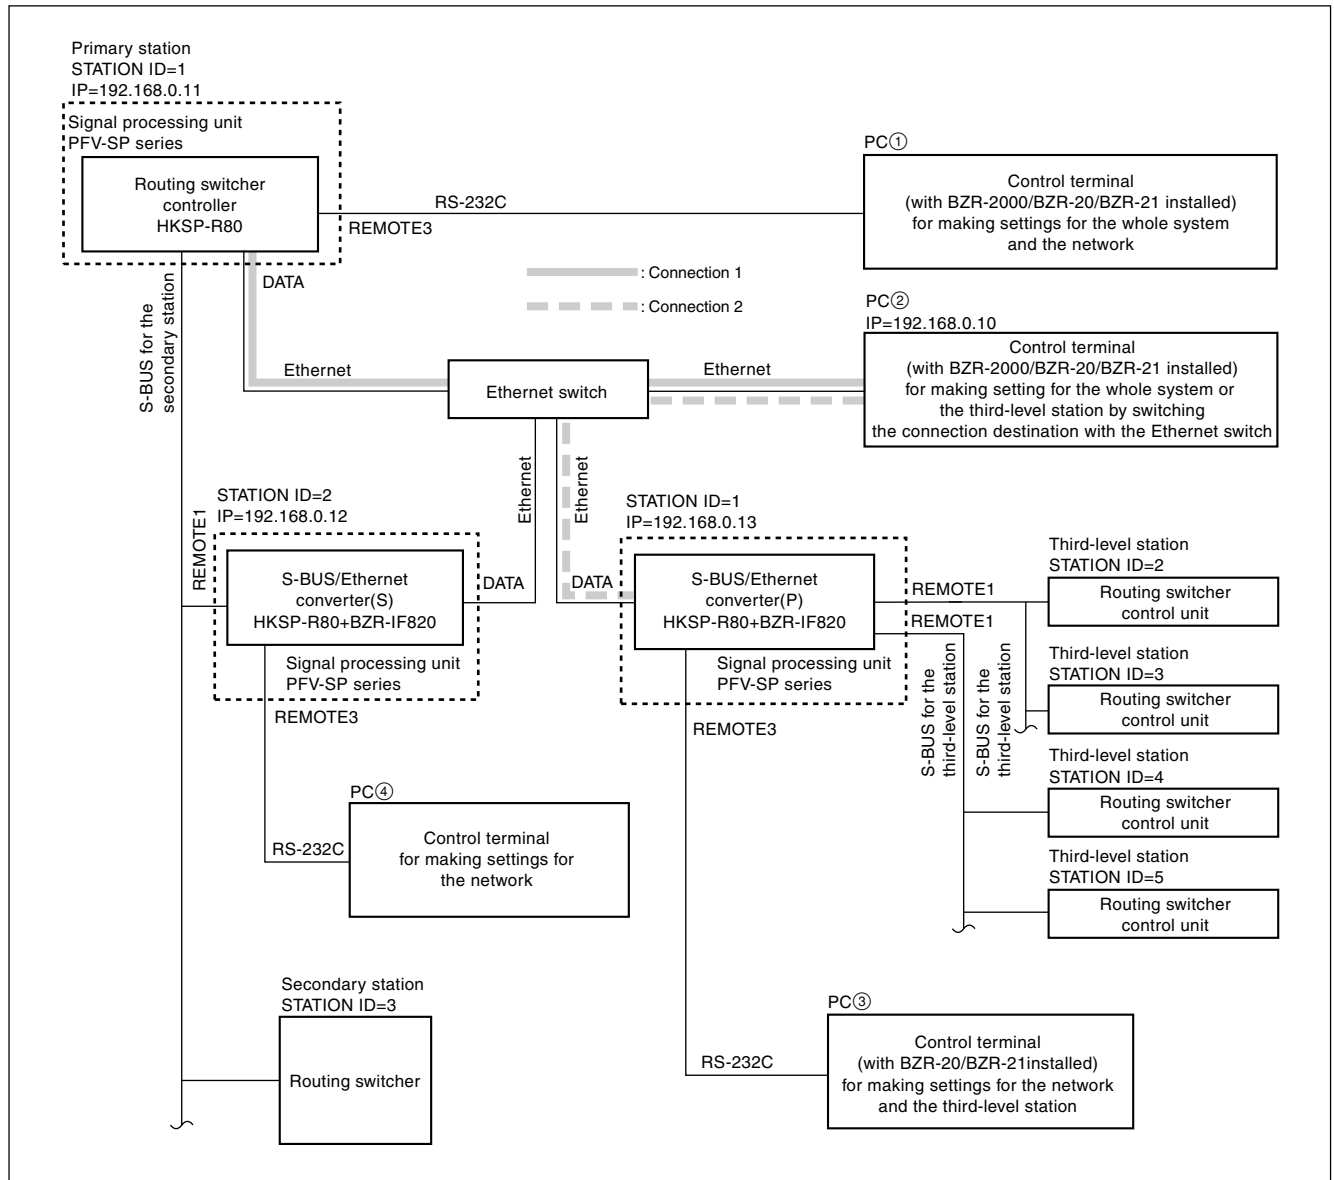 Primary station
STATION ID=1
IP=192.168.0.11
Signal processing unit
PFV-SP series
Routing switcher
controller
HKSP-R80
RS-232C
REMOTE3
PC①
Control terminal
(with BZR-2000/BZR-20/BZR-21 installed)
for making settings for the whole system
and the network
DATA
: Connection 1
: Connection 2
S-BUS for the
secondary station
PC②
IP=192.168.0.10
Control terminal
(with BZR-2000/BZR-20/BZR-21 installed)
for making setting for the whole system or
the third-level station by switching
the connection destination with the Ethernet switch
Ethernet
Ethernet switch
Ethernet
Ethernet
Ethernet
STATION ID=2
IP=192.168.0.12
REMOTE1
S-BUS/Ethernet
converter(S)
HKSP-R80+BZR-IF820
DATA
Signal processing unit
PFV-SP series
REMOTE3
STATION ID=1
IP=192.168.0.13
DATA
S-BUS/Ethernet
converter(P)
HKSP-R80+BZR-IF820
Signal processing unit
PFV-SP series
REMOTE3
REMOTE1
REMOTE1
S-BUS for the
third-level station
S-BUS for the
third-level station
Third-level station
STATION ID=2
Routing switcher
control unit
Third-level station
STATION ID=3
Routing switcher
control unit
Third-level station
STATION ID=4
Routing switcher
control unit
Third-level station
STATION ID=5
Routing switcher
control unit
PC④
RS-232C
Control terminal
for making settings for
the network
Secondary station
STATION ID=3
Routing switcher
PC③
RS-232C
Control terminal
(with BZR-20/BZR-21installed)
for making settings for the network
and the third-level station